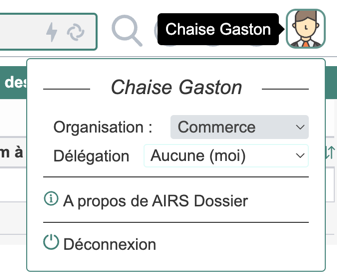 Chaise Gaston
des
Chaise Gaston
Organisation : Commerce
m à
Délégation Aucune (moi)
A propos de AIRS Dossier
Déconnexion